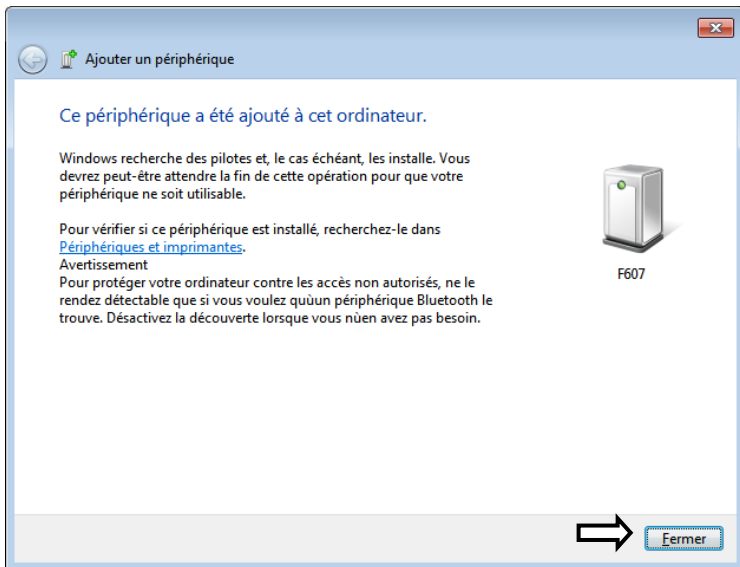 Ajouter un périphérique
Ce périphérique a été ajouté à cet ordinateur.
Windows recherche des pilotes et, le cas échéant, les installe. Vous
devrez peut-être attendre la fin de cette opération pour que votre
périphérique ne soit utilisable.
Pour vérifier si ce périphérique est installé, recherchez-le dans
Périphériques et imprimantes.
Avertissement
Pour protéger votre ordinateur contre les accès non autorisés, ne le
rendez détectable que si vous voulez quùun périphérique Bluetooth le
trouve. Désactivez la découverte lorsque vous nùen avez pas besoin.
F607
Fermer